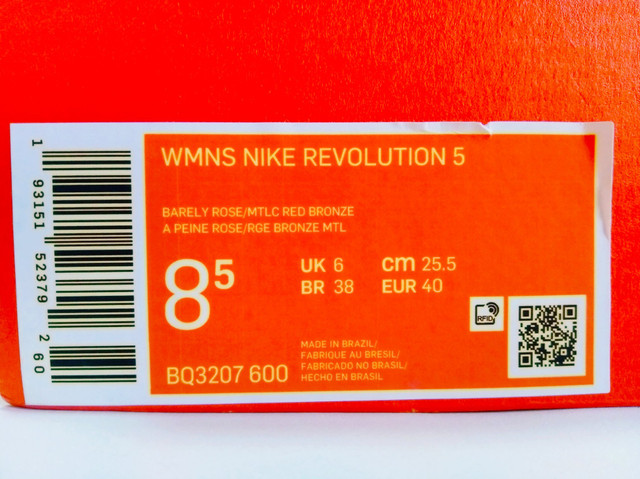 WMNS NIKE REVOLUTION 5
BARELY ROSE/MTLC RED BRONZE
A PEINE ROSE/RGE BRONZE MTL
8⁵
UK 6 cm 25.5
BR 38 EUR 40
RFID
MADE IN BRAZIL/
FABRIQUE AU BRESIL/
FABRICADO NO BRASIL/
HECHO EN BRASIL
BQ3207 600
1 93151 52379 2 60